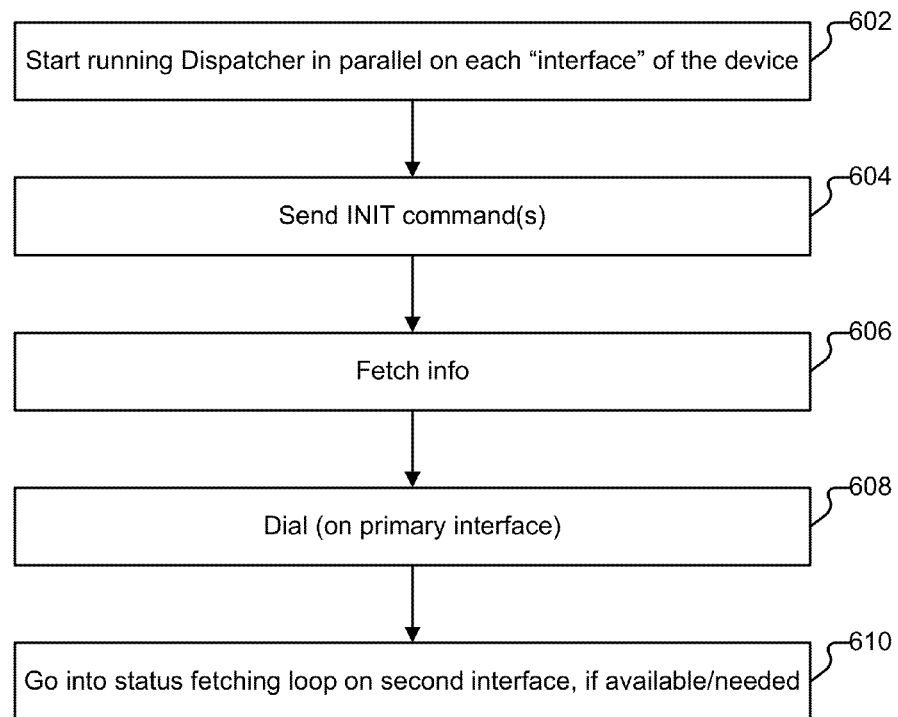 602
Start running Dispatcher in parallel on each “interface” of the device
604
Send INIT command(s)
606
Fetch info
608
Dial (on primary interface)
610
Go into status fetching loop on second interface, if available/needed